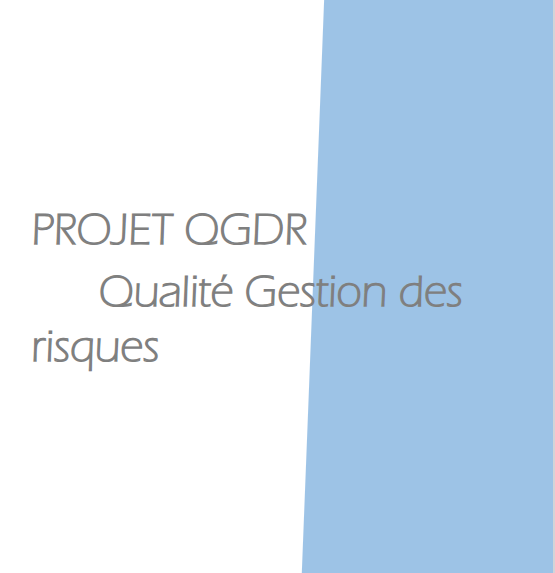 PROJET QGDR
Qualité Gestion des
risques